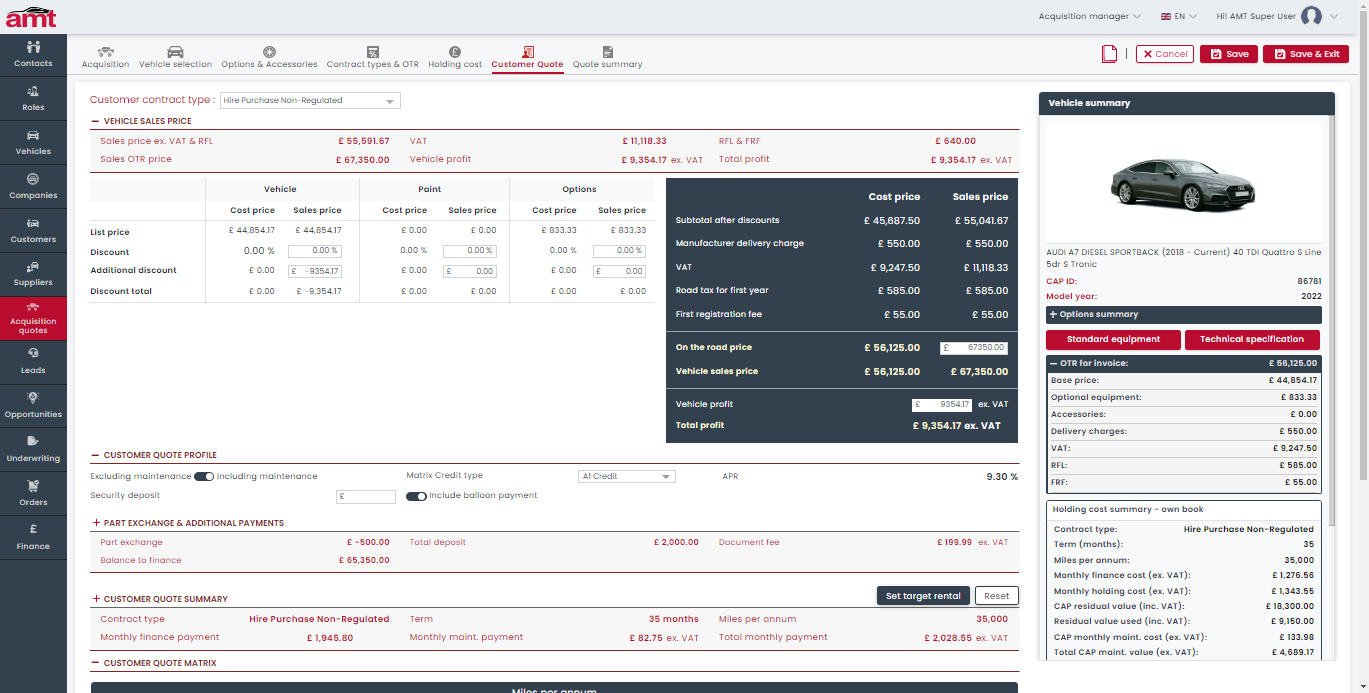 amt
Acquisition manager
EN
Hi! AMT Super User
Contacts
Roles
Vehicles
Companies
Customers
Suppliers
Acquisition
quotes
Leads
Opportunities
Underwriting
Orders
£
Finance
Acquisition
Vehicle selection
Options & Accessories
Contract types & OTR
Holding cost
Customer Quote
Quote summary
Cancel
Save
Save & Exit
Customer contract type : Hire Purchase Non-Regulated
VEHICLE SALES PRICE
Sales price ex. VAT & RFL £ 55,591.67 VAT £ 11,118.33 RFL & FRF £ 640.00
Sales OTR price £ 67,350.00 Vehicle profit £ 9,354.17 ex. VAT Total profit £ 9,354.17 ex. VAT
Vehicle Paint Options
Cost price Sales price Cost price Sales price Cost price Sales price
List price £ 44,854.17 £ 44,854.17 £ 0.00 £ 0.00 £ 833.33 £ 833.33
Discount 0.00 % 0.00 % 0.00 % 0.00 % 0.00 % 0.00 %
Additional discount £ 0.00 £ -9354.17 £ 0.00 £ 0.00 £ 0.00 £ 0.00
Discount total £ 0.00 £ -9,354.17 £ 0.00 £ 0.00 £ 0.00 £ 0.00
Cost price Sales price
Subtotal after discounts £ 45,687.50 £ 55,041.67
Manufacturer delivery charge £ 550.00 £ 550.00
VAT £ 9,247.50 £ 11,118.33
Road tax for first year £ 585.00 £ 585.00
First registration fee £ 55.00 £ 55.00
On the road price £ 56,125.00 £ 67350.00
Vehicle sales price £ 56,125.00 £ 67,350.00
Vehicle profit £ 9354.17 ex. VAT
Total profit £ 9,354.17 ex. VAT
CUSTOMER QUOTE PROFILE
Excluding maintenance Including maintenance Matrix Credit type A1 Credit APR 9.30 %
Security deposit £ Include balloon payment
PART EXCHANGE & ADDITIONAL PAYMENTS
Part exchange £ -500.00 Total deposit £ 2,000.00 Document fee £ 199.99 ex. VAT
Balance to finance £ 65,350.00
CUSTOMER QUOTE SUMMARY
Set target rental
Reset
Contract type Hire Purchase Non-Regulated Term 35 months Miles per annum 35,000
Monthly finance payment £ 1,945.80 Monthly maint. payment £ 82.75 ex. VAT Total monthly payment £ 2,028.55 ex. VAT
CUSTOMER QUOTE MATRIX
Miles per annum
Vehicle summary
AUDI A7 DIESEL SPORTBACK (2018 - Current) 40 TDI Quattro S Line
5dr S Tronic
CAP ID: 86781
Model year: 2022
Options summary
Standard equipment
Technical specification
OTR for invoice: £ 56,125.00
Base price: £ 44,854.17
Optional equipment: £ 833.33
Accessories: £ 0.00
Delivery charges: £ 550.00
VAT: £ 9,247.50
RFL: £ 585.00
FRF: £ 55.00
Holding cost summary - own book
Contract type: Hire Purchase Non-Regulated
Term (months): 35
Miles per annum: 35,000
Monthly finance cost (ex. VAT): £ 1,276.56
Monthly holding cost (ex. VAT): £ 1,343.55
CAP residual value (inc. VAT): £ 18,300.00
Residual value used (inc. VAT): £ 9,150.00
CAP monthly maint. cost (ex. VAT): £ 133.98
Total CAP maint. value (ex. VAT): £ 4,689.17